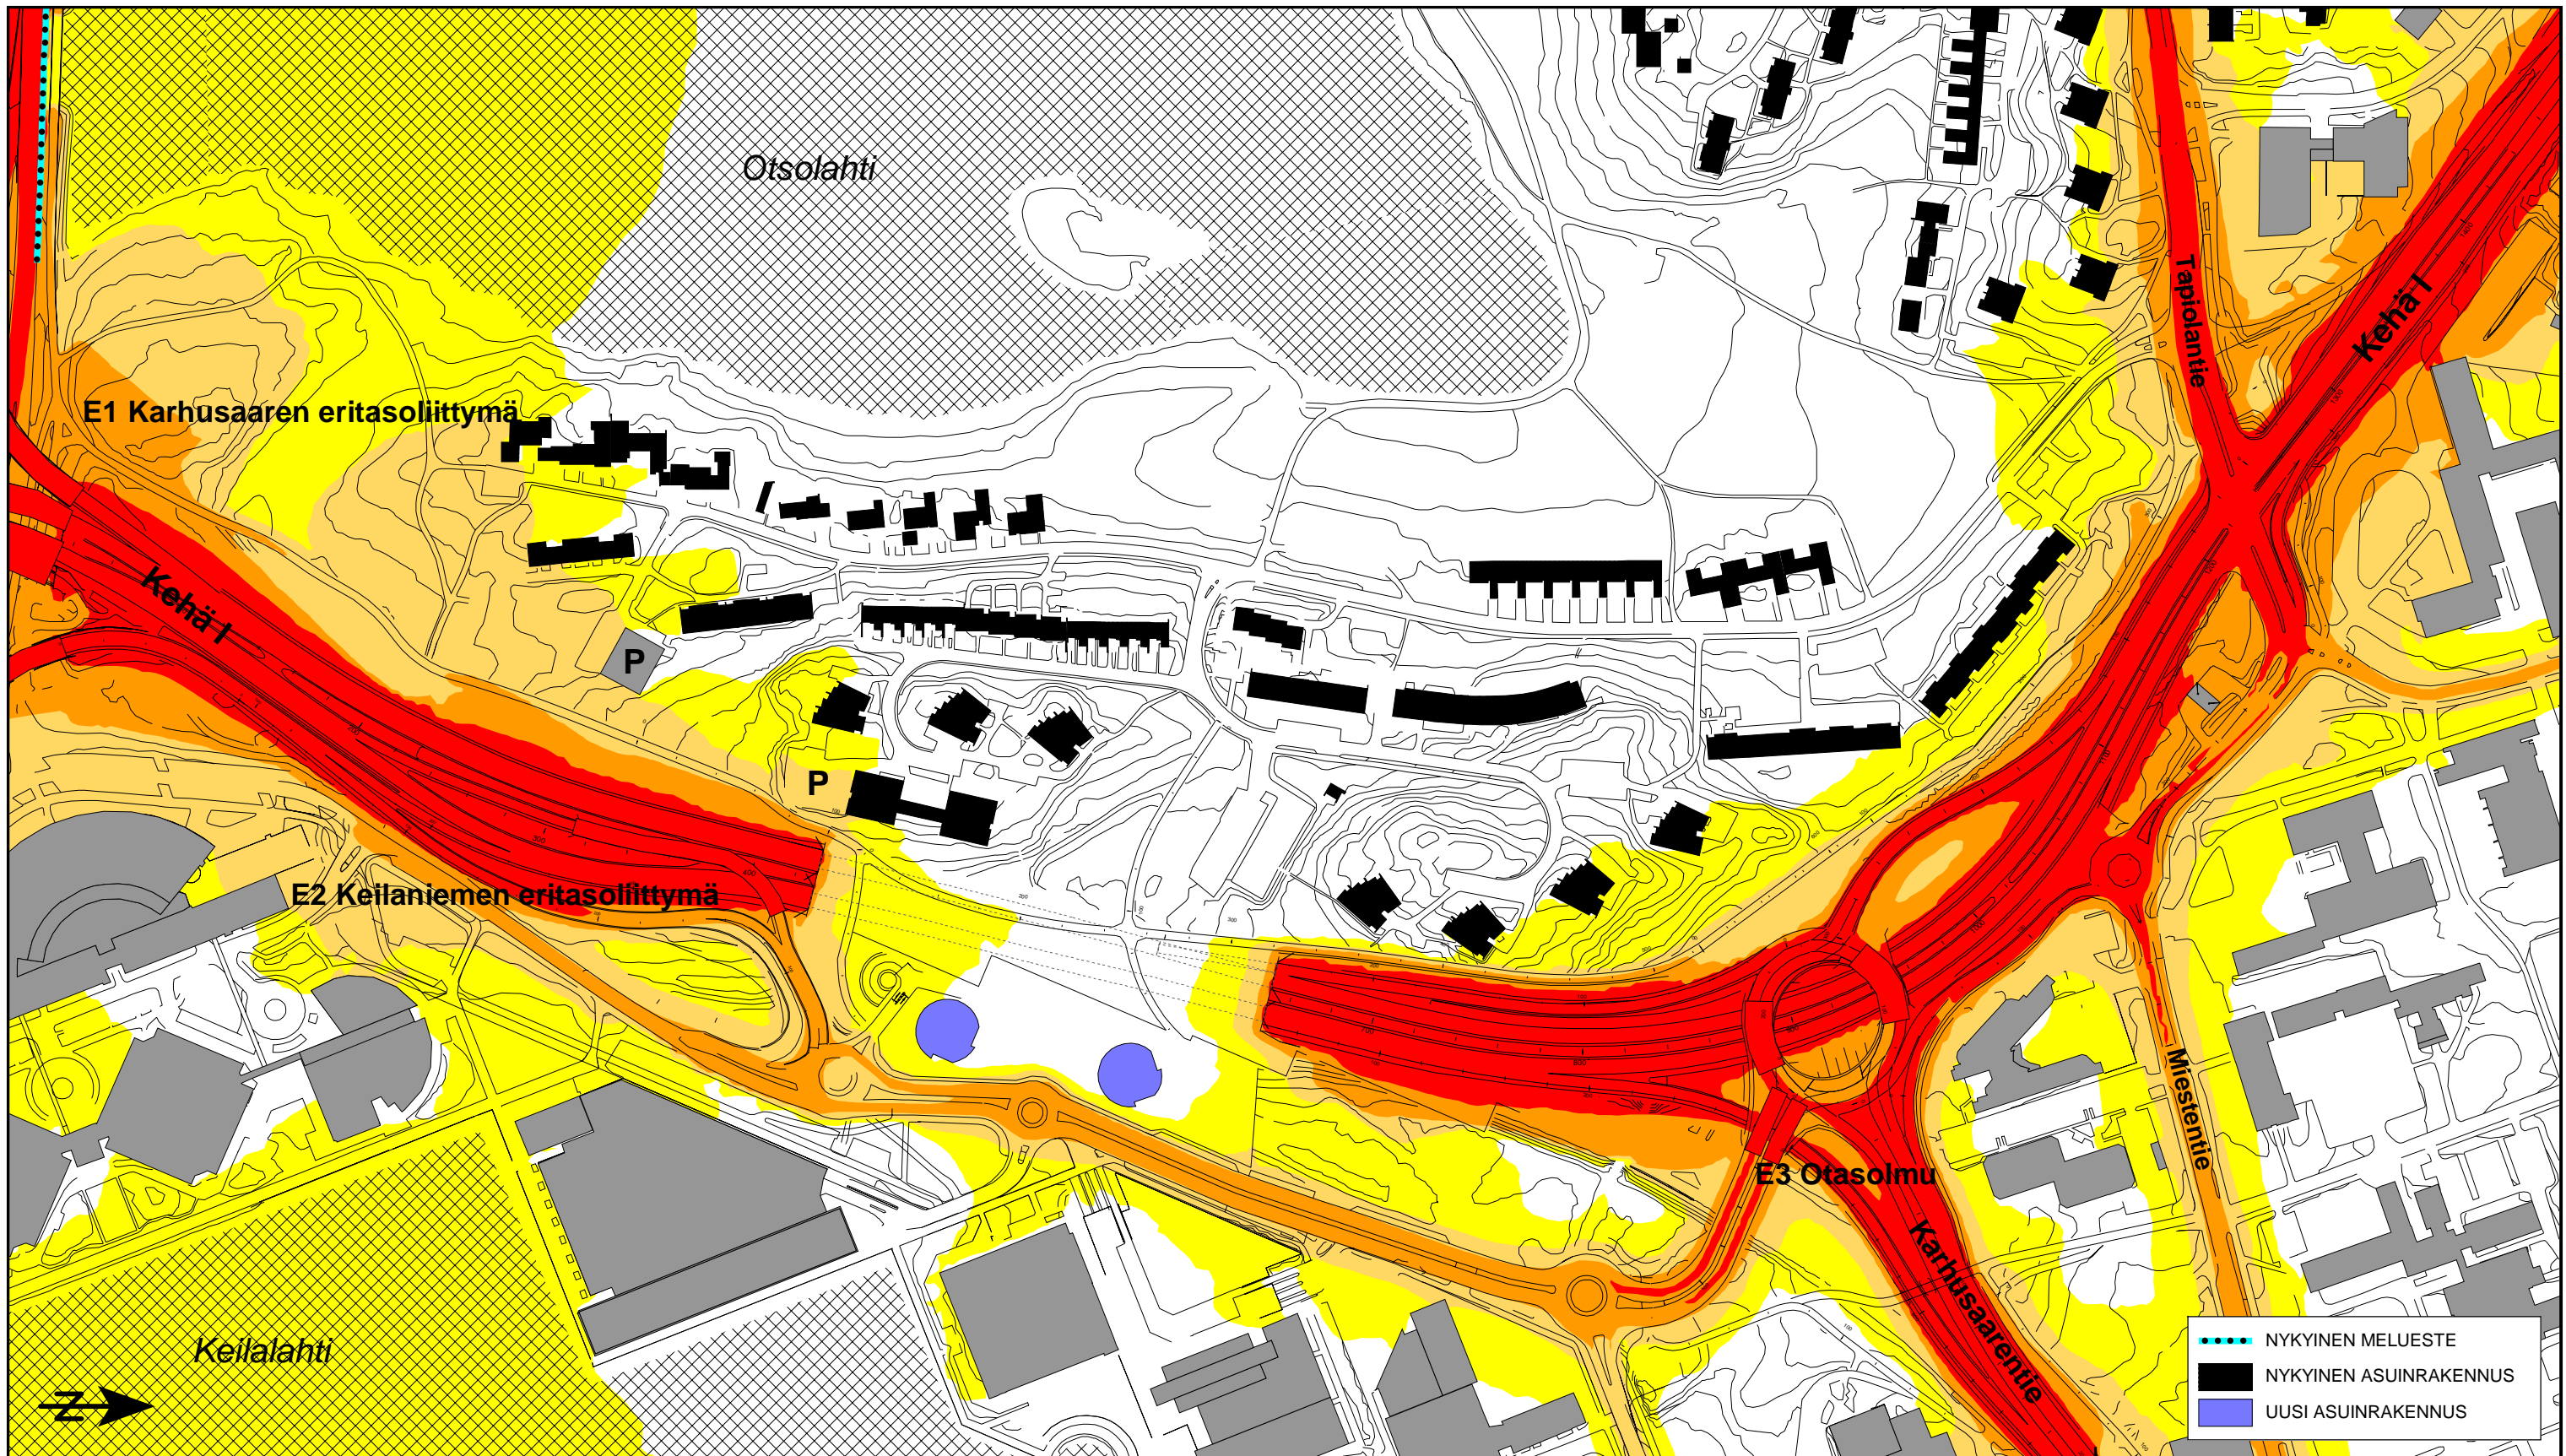 Otsolahti
Tapiolantie
Kehä I
E1 Karhusaaren eritasoliittymä
Kehä I
P
P
E2 Keilaniemen eritasoliittymä
Miestentie
E3 Otasolmu
Karhusaarentie
Keilalahti
N
NYKYINEN MELUESTE
NYKYINEN ASUINRAKENNUS
UUSI ASUINRAKENNUS